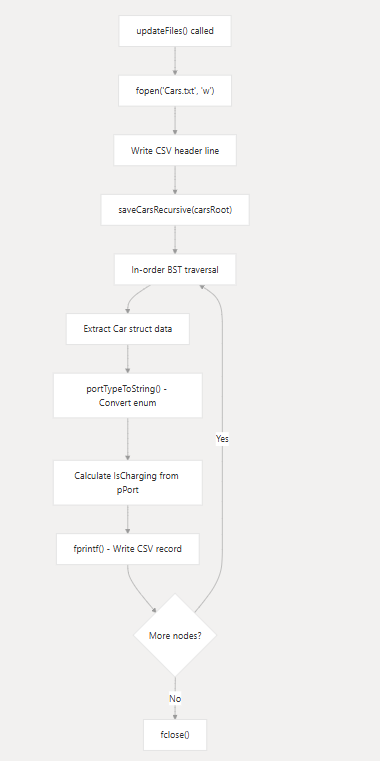 updateFiles() called
fopen('Cars.txt', 'w')
Write CSV header line
saveCarsRecursive(carsRoot)
In-order BST traversal
Extract Car struct data
portTypeToString() -
Convert enum
Yes
Calculate IsCharging from
pPort
fprintf() - Write CSV record
More nodes?
No
fclose()